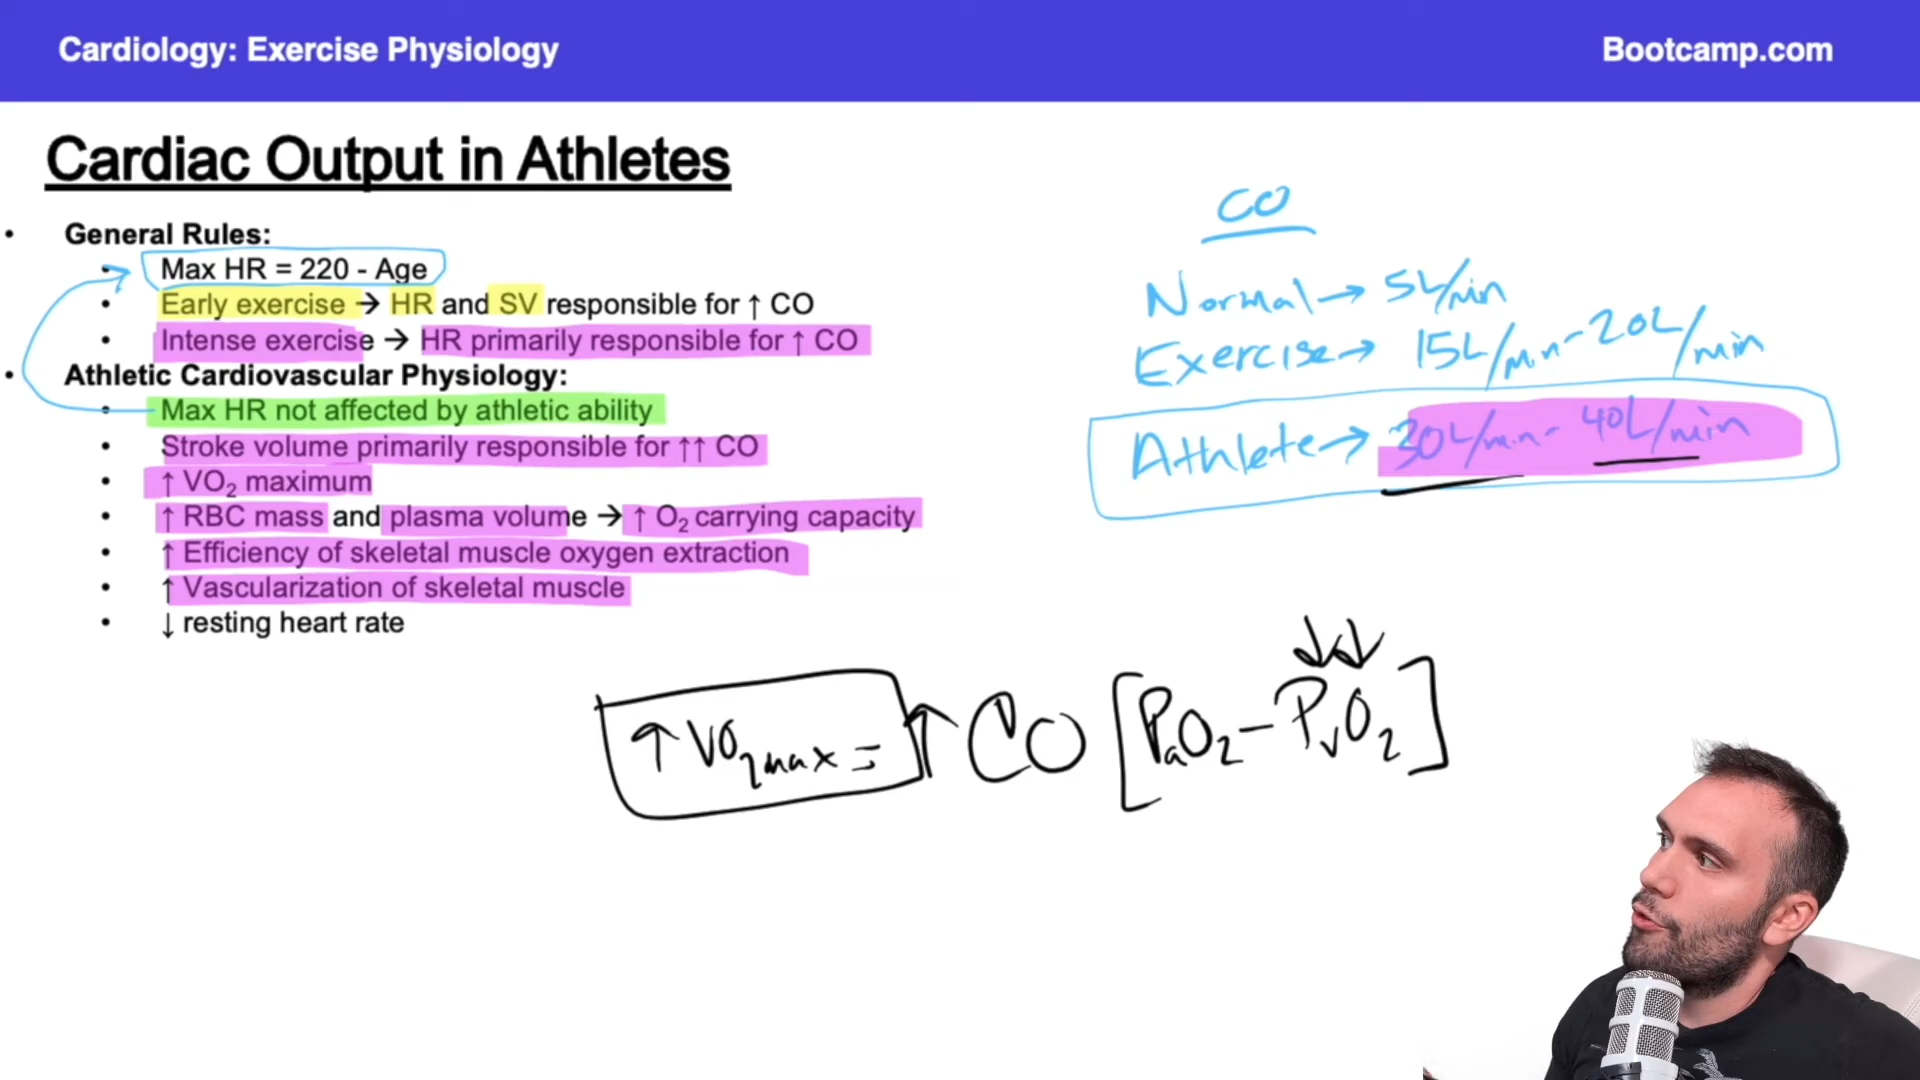 Cardiology: Exercise Physiology
Bootcamp.com
Cardiac Output in Athletes
• General Rules:
• Max HR = 220 - Age
• Early exercise → HR and SV responsible for ↑ CO
• Intense exercise → HR primarily responsible for ↑ CO
• Athletic Cardiovascular Physiology:
• Max HR not affected by athletic ability
• Stroke volume primarily responsible for ↑↑ CO
• ↑ VO₂ maximum
• ↑ RBC mass and plasma volume → ↑ O₂ carrying capacity
• ↑ Efficiency of skeletal muscle oxygen extraction
• ↑ Vascularization of skeletal muscle
• ↓ resting heart rate
CO
Normal → 5L/min
Exercise → 15L/min - 20L/min
Athlete → 30L/min - 40L/min
↓↓
↑ VO₂max = ↑ CO [PaO₂ - PvO₂]